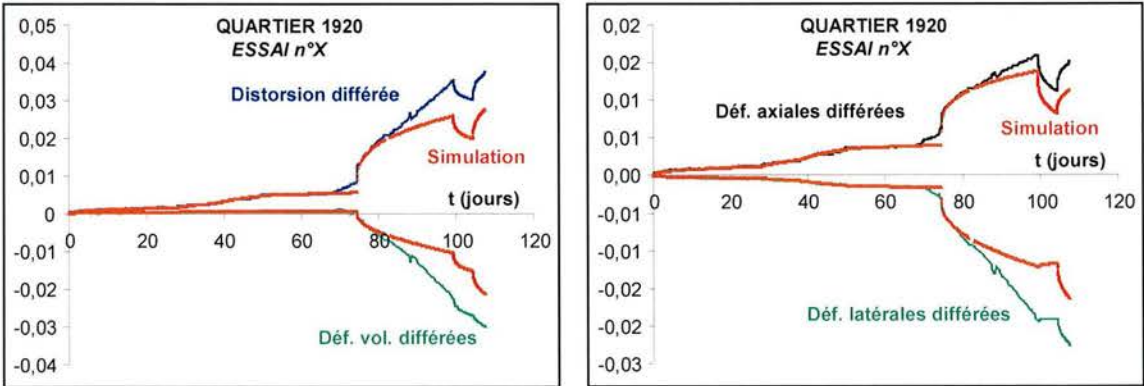 QUARTIER 1920
ESSAI n°X
0,05
0,04
0,03
0,02
0,01
0
-0,01
-0,02
-0,03
-0,04
Distorsion différée
Simulation
t (jours)
0 20 40 60 80 100 120
Déf. vol. différées
QUARTIER 1920
ESSAI n°X
0,02
0,02
0,01
0,01
0,00
-0,01
-0,01
-0,02
-0,02
-0,03
Déf. axiales différées
Simulation
t (jours)
0 20 40 60 80 100 120
Déf. latérales différées